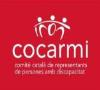 cocarmi
comitè català de representants
de persones amb discapacitat